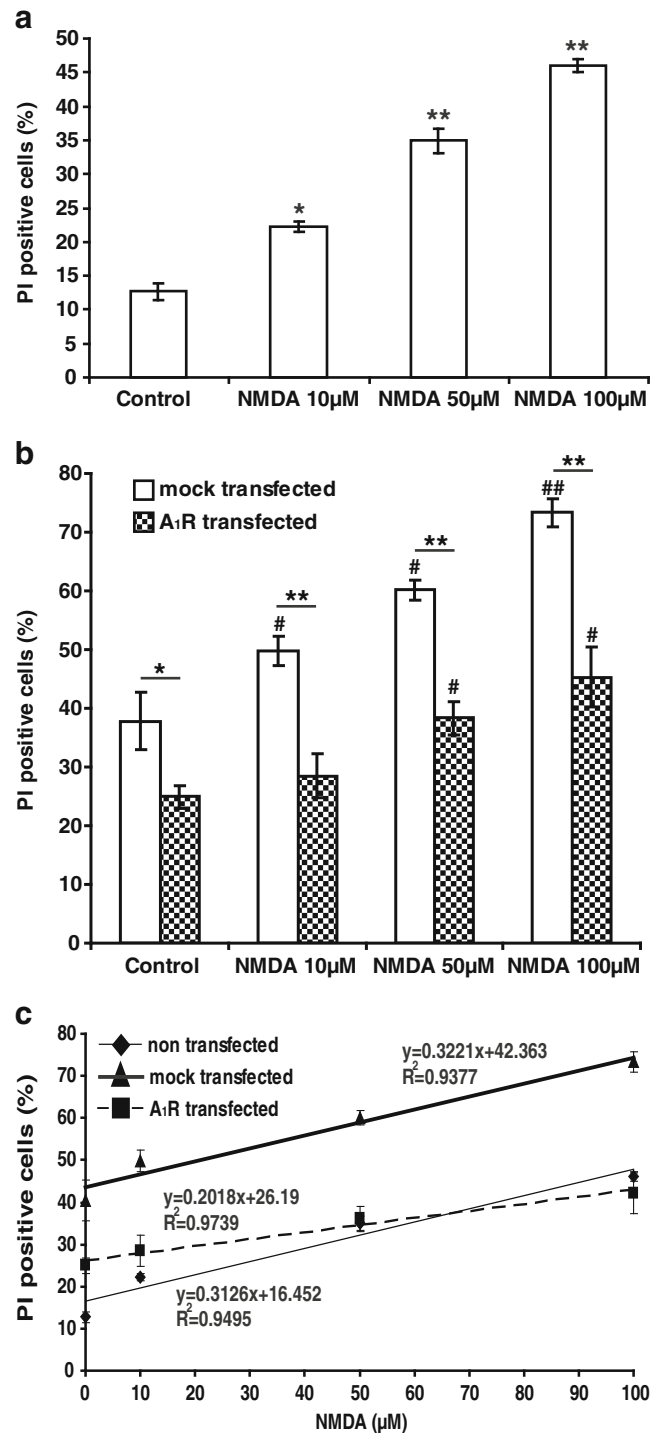 a
PI positive cells (%)
50
45
40
35
30
25
20
15
10
5
0
*
**
**
Control
NMDA 10µM
NMDA 50µM
NMDA 100µM
b
PI positive cells (%)
80
70
60
50
40
30
20
10
0
mock transfected
A₁R transfected
*
#
**
#
**
#
##
**
#
Control
NMDA 10µM
NMDA 50µM
NMDA 100µM
c
PI positive cells (%)
80
70
60
50
40
30
20
10
0
non transfected
mock transfected
A₁R transfected
y=0.3221x+42.363
R²=0.9377
y=0.2018x+26.19
R²=0.9739
y=0.3126x+16.452
R²=0.9495
0 10 20 30 40 50 60 70 80 90 100
NMDA (µM)